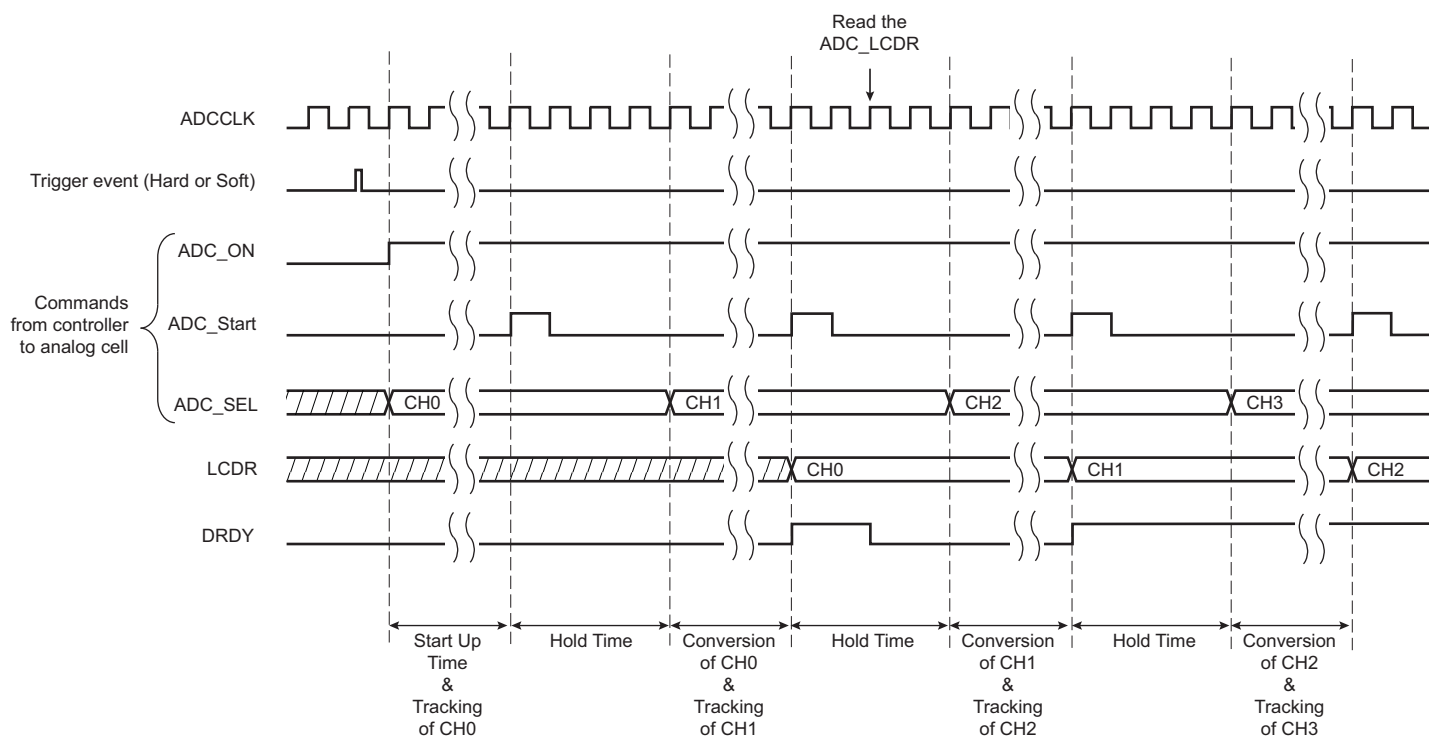 Read the
ADC_LCDR
ADCCLK
Trigger event (Hard or Soft)
ADC_ON
Commands
from controller
to analog cell
ADC_Start
ADC_SEL
CH0
CH1
CH2
CH3
LCDR
CH0
CH1
CH2
DRDY
Start Up
Time
&
Tracking
of CH0
Hold Time
Conversion
of CH0
&
Tracking
of CH1
Hold Time
Conversion
of CH1
&
Tracking
of CH2
Hold Time
Conversion
of CH2
&
Tracking
of CH3